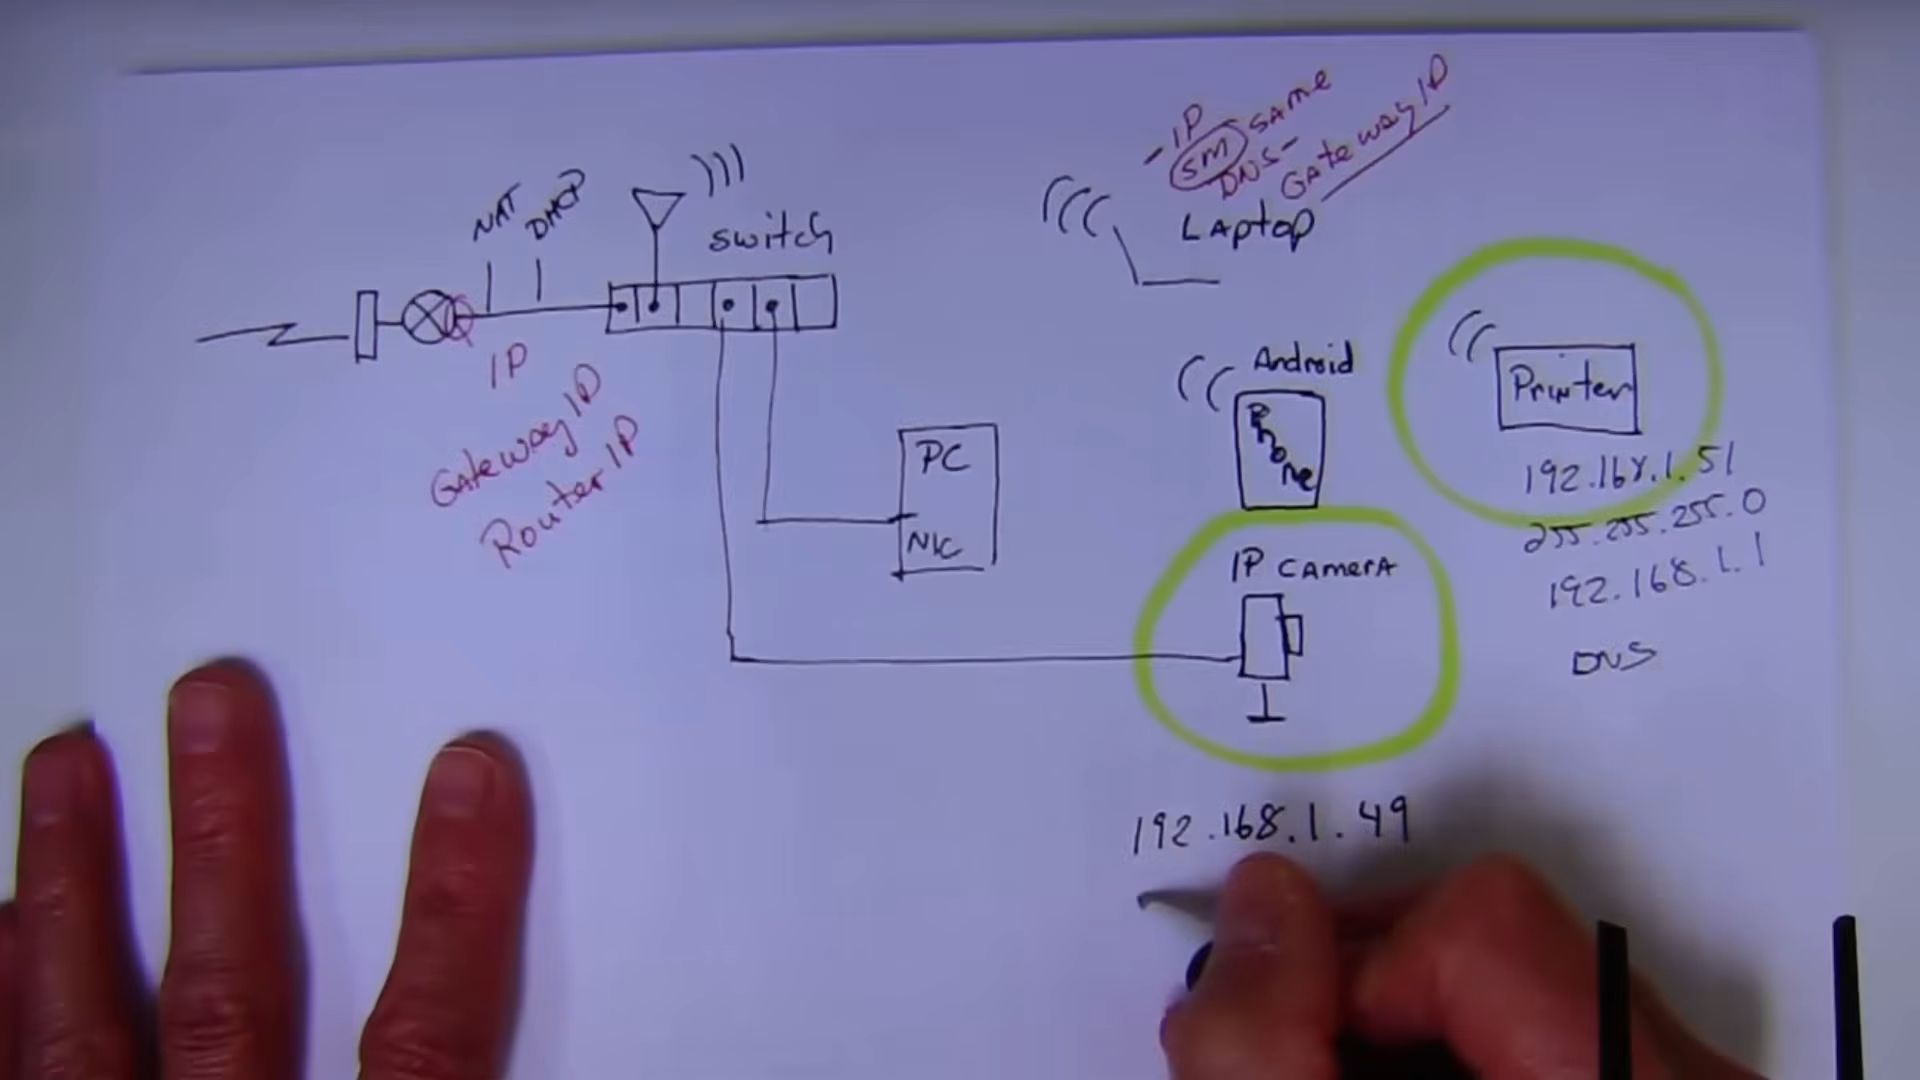 NAT
DHCP
switch
IP
Gateway IP
Router IP
PC
NIC
- IP
SM SAME
DNS-
GAteway IP
LAptop
Android
Phone
Printer
192.168.1.51
255.255.255.0
192.168.1.1
DNS
IP CAMERA
192.168.1.49